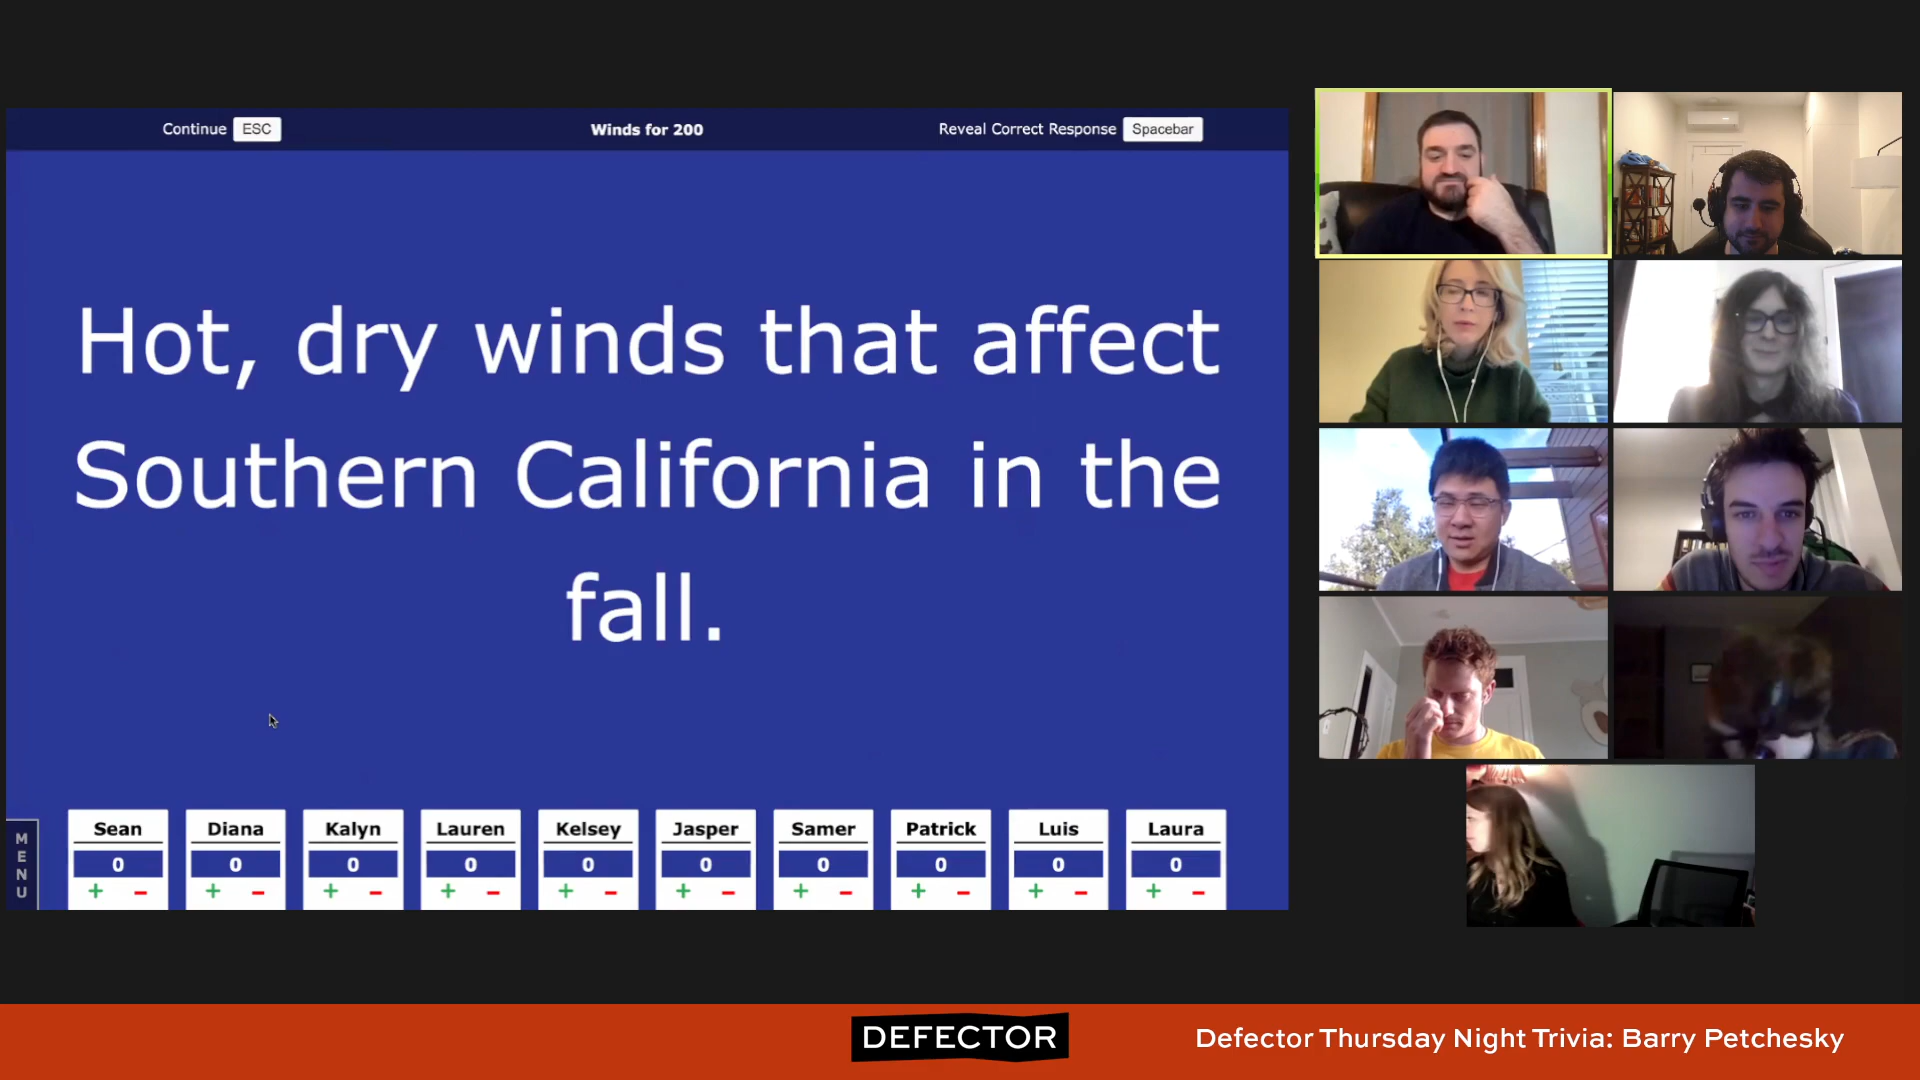 Continue ESC
Winds for 200
Reveal Correct Response Spacebar
Hot, dry winds that affect
Southern California in the
fall.
MENU
Sean Diana Kalyn Lauren Kelsey Jasper Samer Patrick Luis Laura
0 0 0 0 0 0 0 0 0 0
+ − + − + − + − + − + − + − + − + − + −
DEFECTOR
Defector Thursday Night Trivia: Barry Petchesky